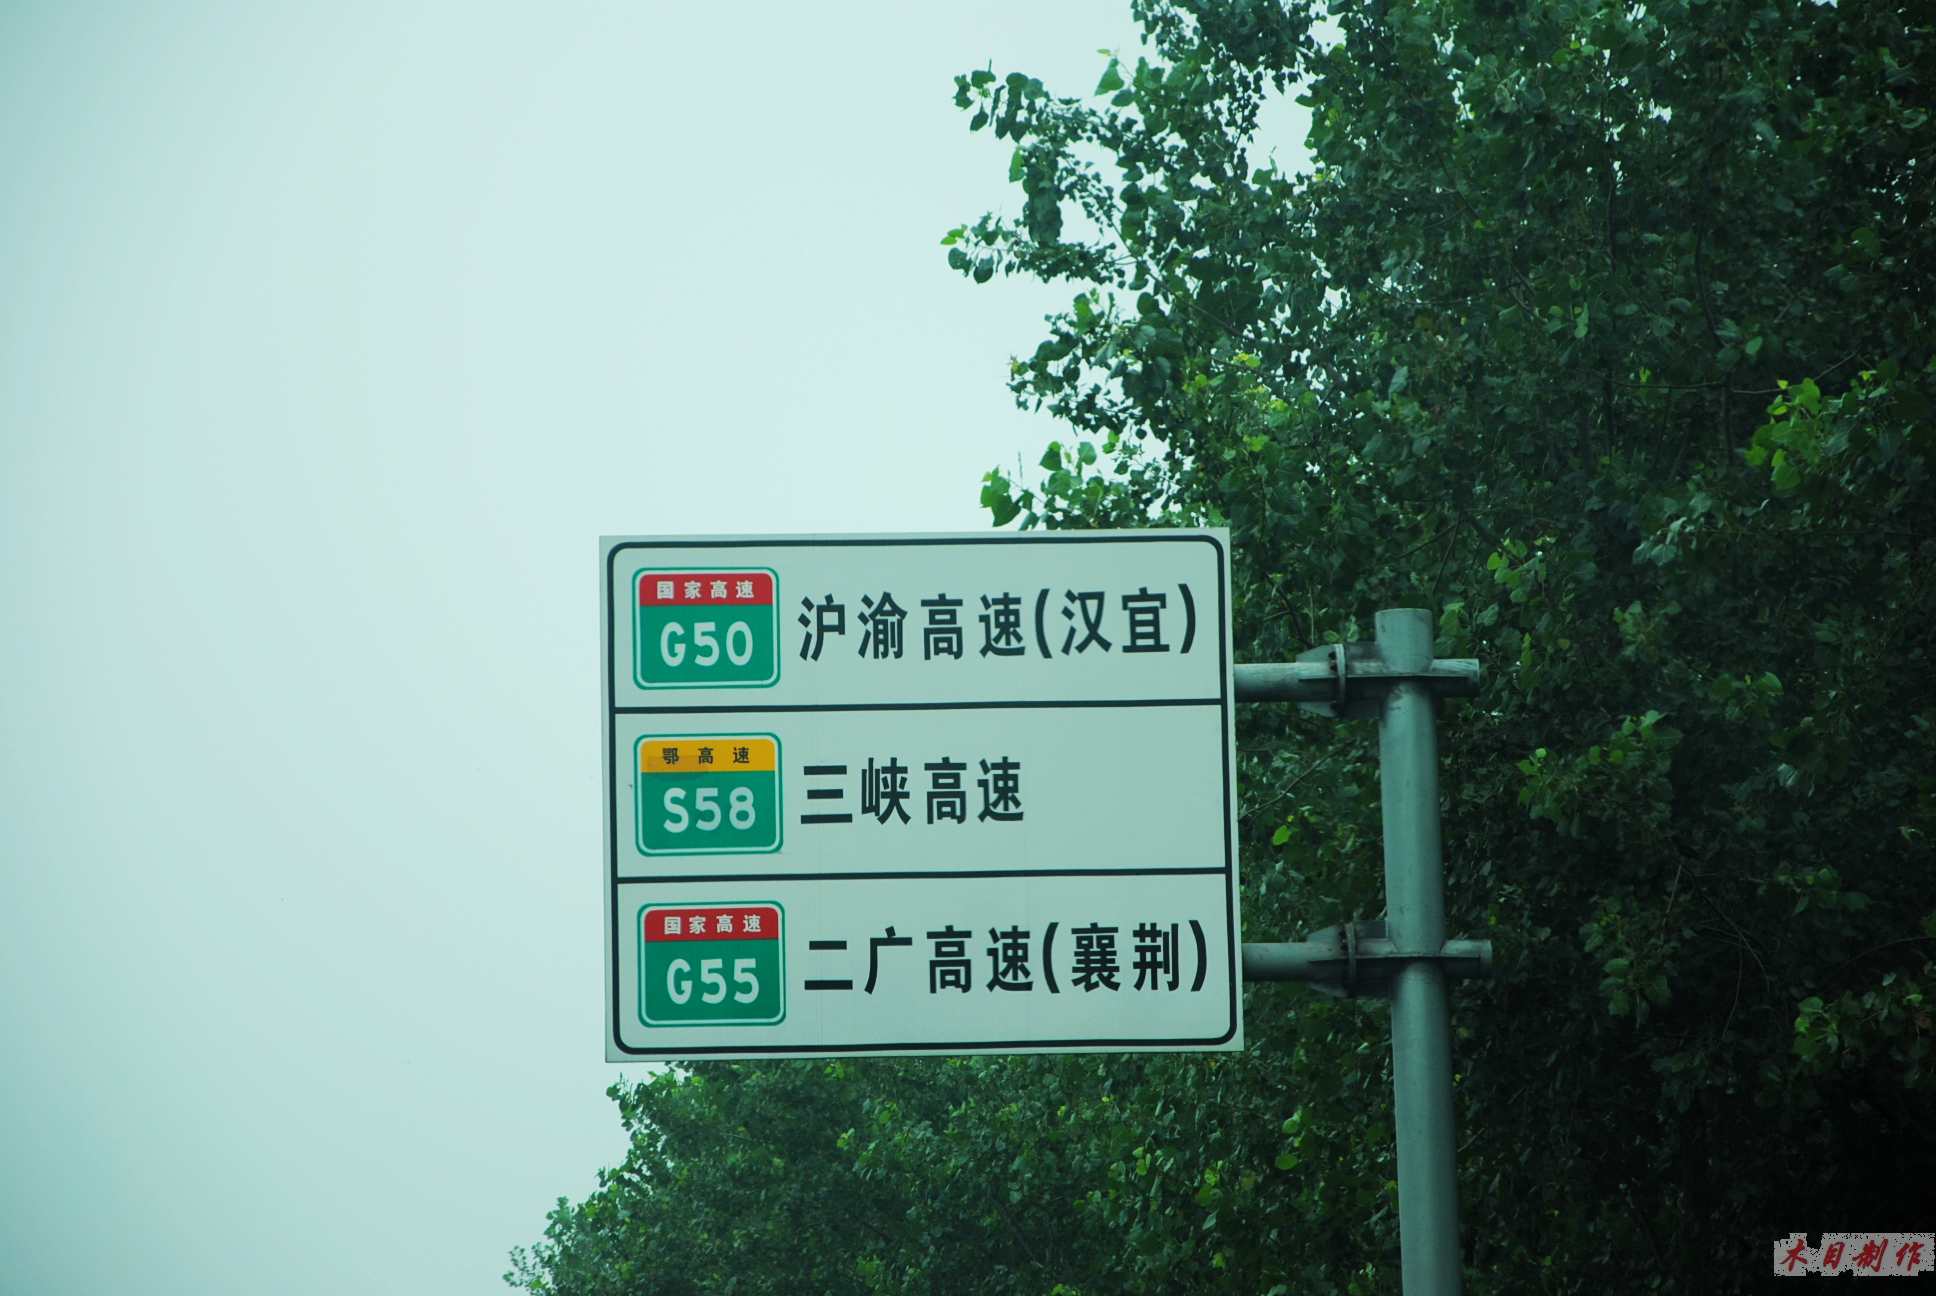 国家高速
G50 沪渝高速(汉宜)
鄂高速
S58 三峡高速
国家高速
G55 二广高速(襄荆)
木目制作